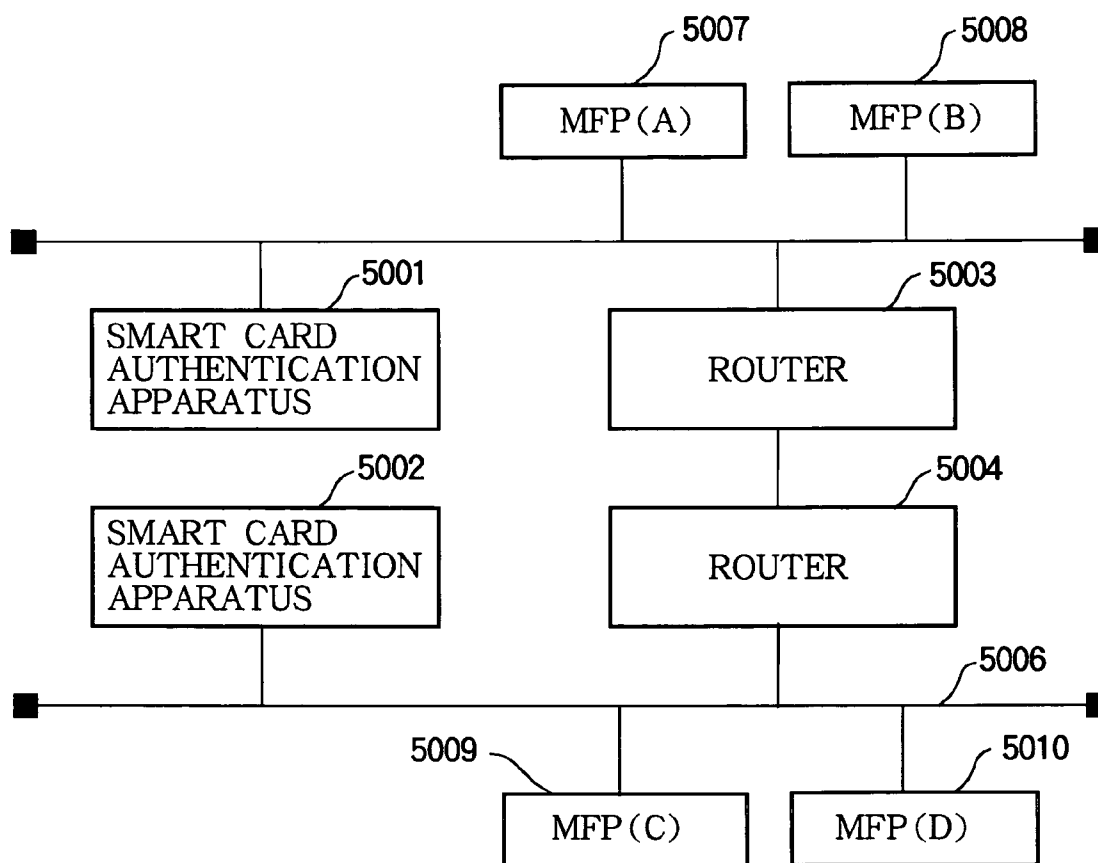 5007
5008
MFP(A)
MFP(B)
5001
5003
SMART CARD
AUTHENTICATION
APPARATUS
ROUTER
5002
5004
SMART CARD
AUTHENTICATION
APPARATUS
ROUTER
5006
5009
5010
MFP(C)
MFP(D)